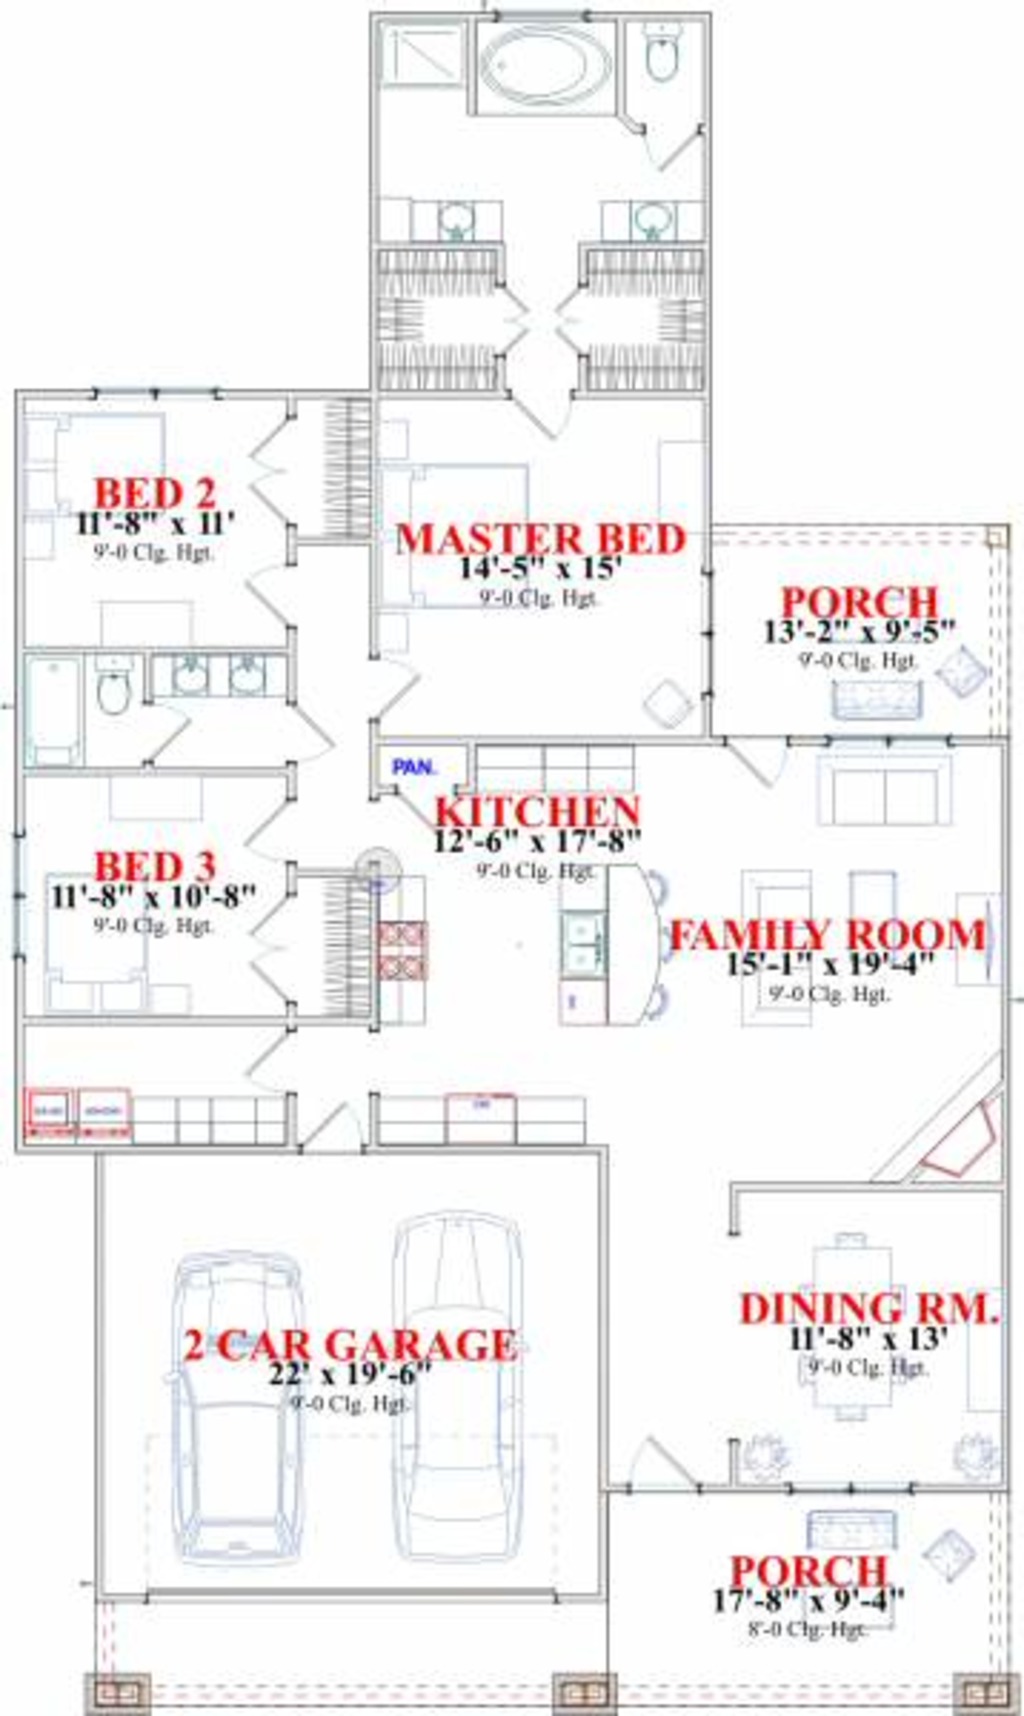 BED 2
11'-8" x 11'
9'-0 Clg. Hgt.
MASTER BED
14'-5" x 15'
9'-0 Clg. Hgt.
PORCH
13'-2" x 9'-5"
9'-0 Clg. Hgt.
PAN.
KITCHEN
12'-6" x 17'-8"
9'-0 Clg. Hgt.
BED 3
11'-8" x 10'-8"
9'-0 Clg. Hgt.
FAMILY ROOM
15'-1" x 19'-4"
9'-0 Clg. Hgt.
DINING RM.
11'-8" x 13'
9'-0 Clg. Hgt.
2 CAR GARAGE
22' x 19'-6"
9'-0 Clg. Hgt.
PORCH
17'-8" x 9'-4"
8'-0 Clg. Hgt.